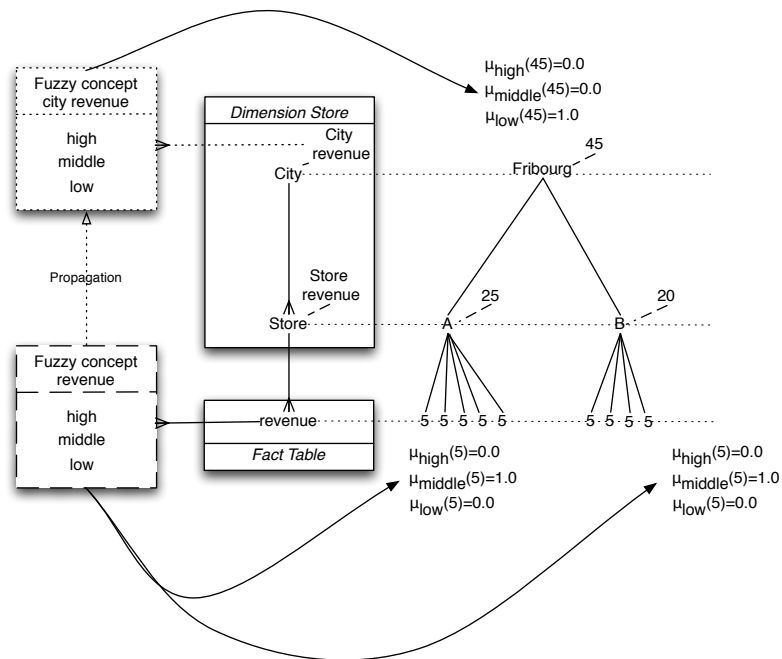 Fuzzy concept
city revenue
high
middle
low
Propagation
Fuzzy concept
revenue
high
middle
low
Dimension Store
City
revenue
City
Store
revenue
Store
revenue
Fact Table
μhigh(45)=0.0
μmiddle(45)=0.0
μlow(45)=1.0
45
Fribourg
25
20
A
B
5 5 5 5 5
5 5 5 5
μhigh(5)=0.0
μmiddle(5)=1.0
μlow(5)=0.0
μhigh(5)=0.0
μmiddle(5)=1.0
μlow(5)=0.0